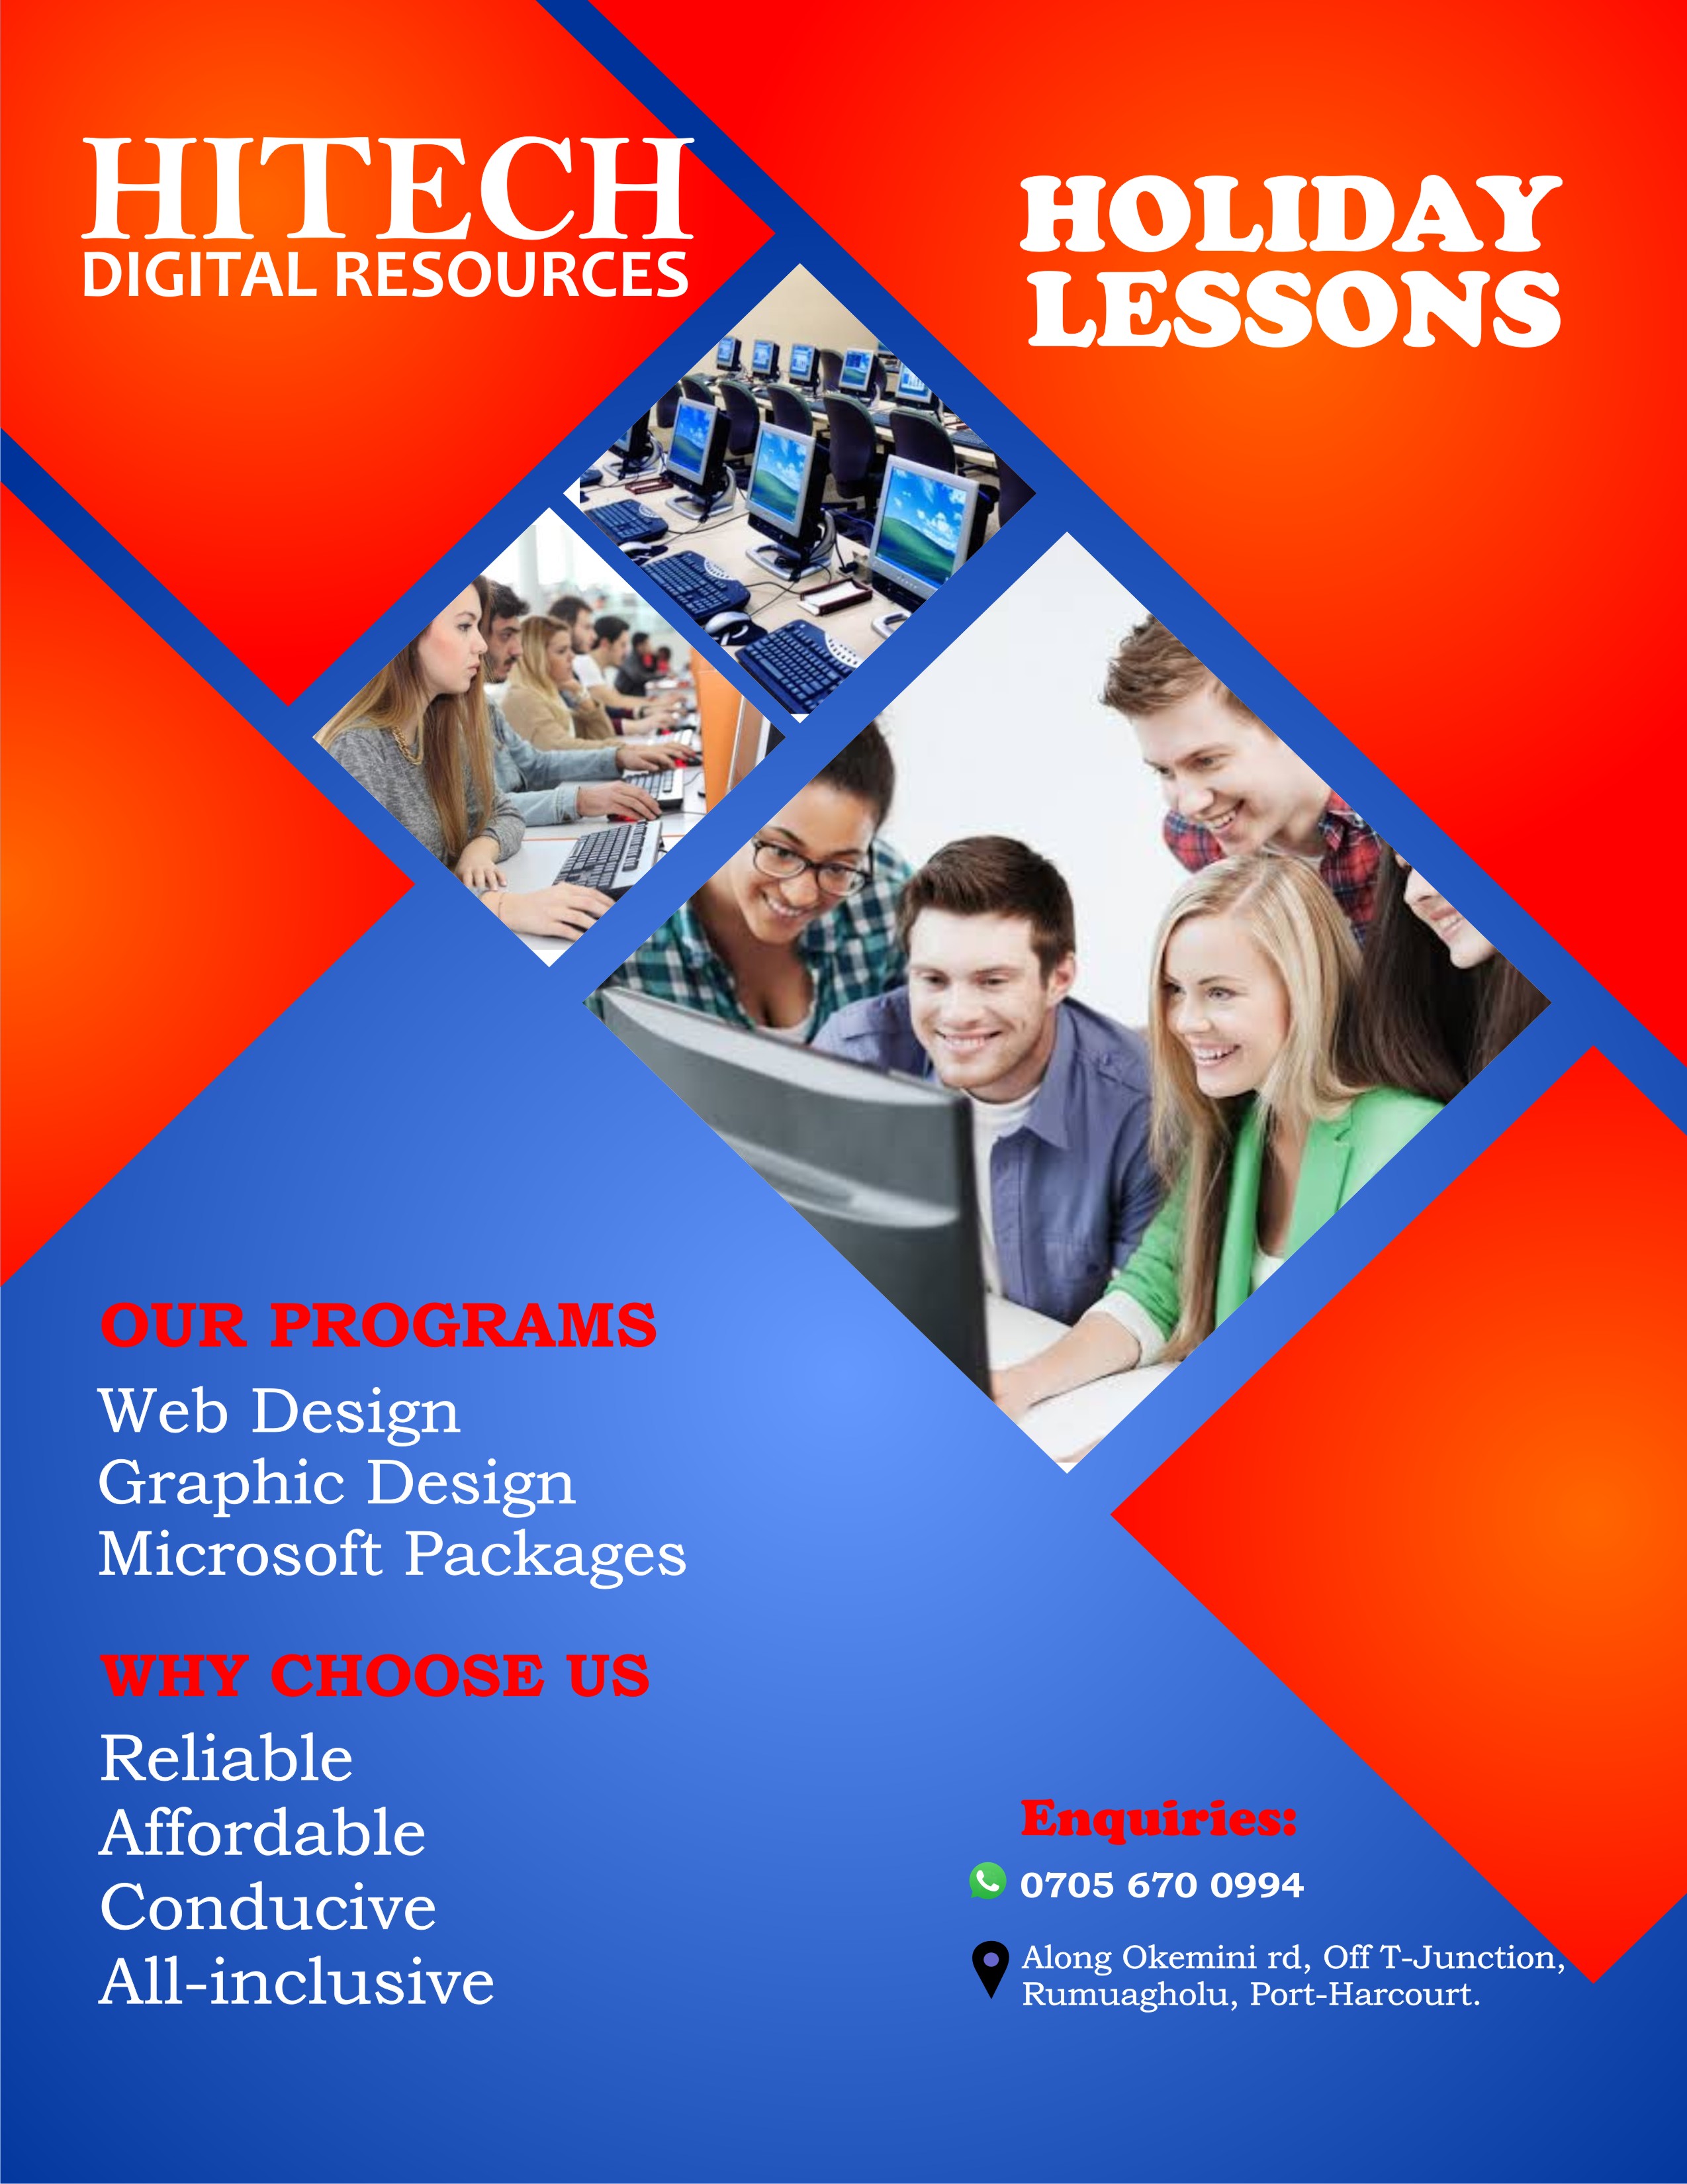 HITECH
DIGITAL RESOURCES
HOLIDAY
LESSONS
OUR PROGRAMS
Web Design
Graphic Design
Microsoft Packages
WHY CHOOSE US
Reliable
Affordable
Conducive
All-inclusive
Enquiries:
0705 670 0994
Along Okemini rd, Off T-Junction,
Rumuagholu, Port-Harcourt.